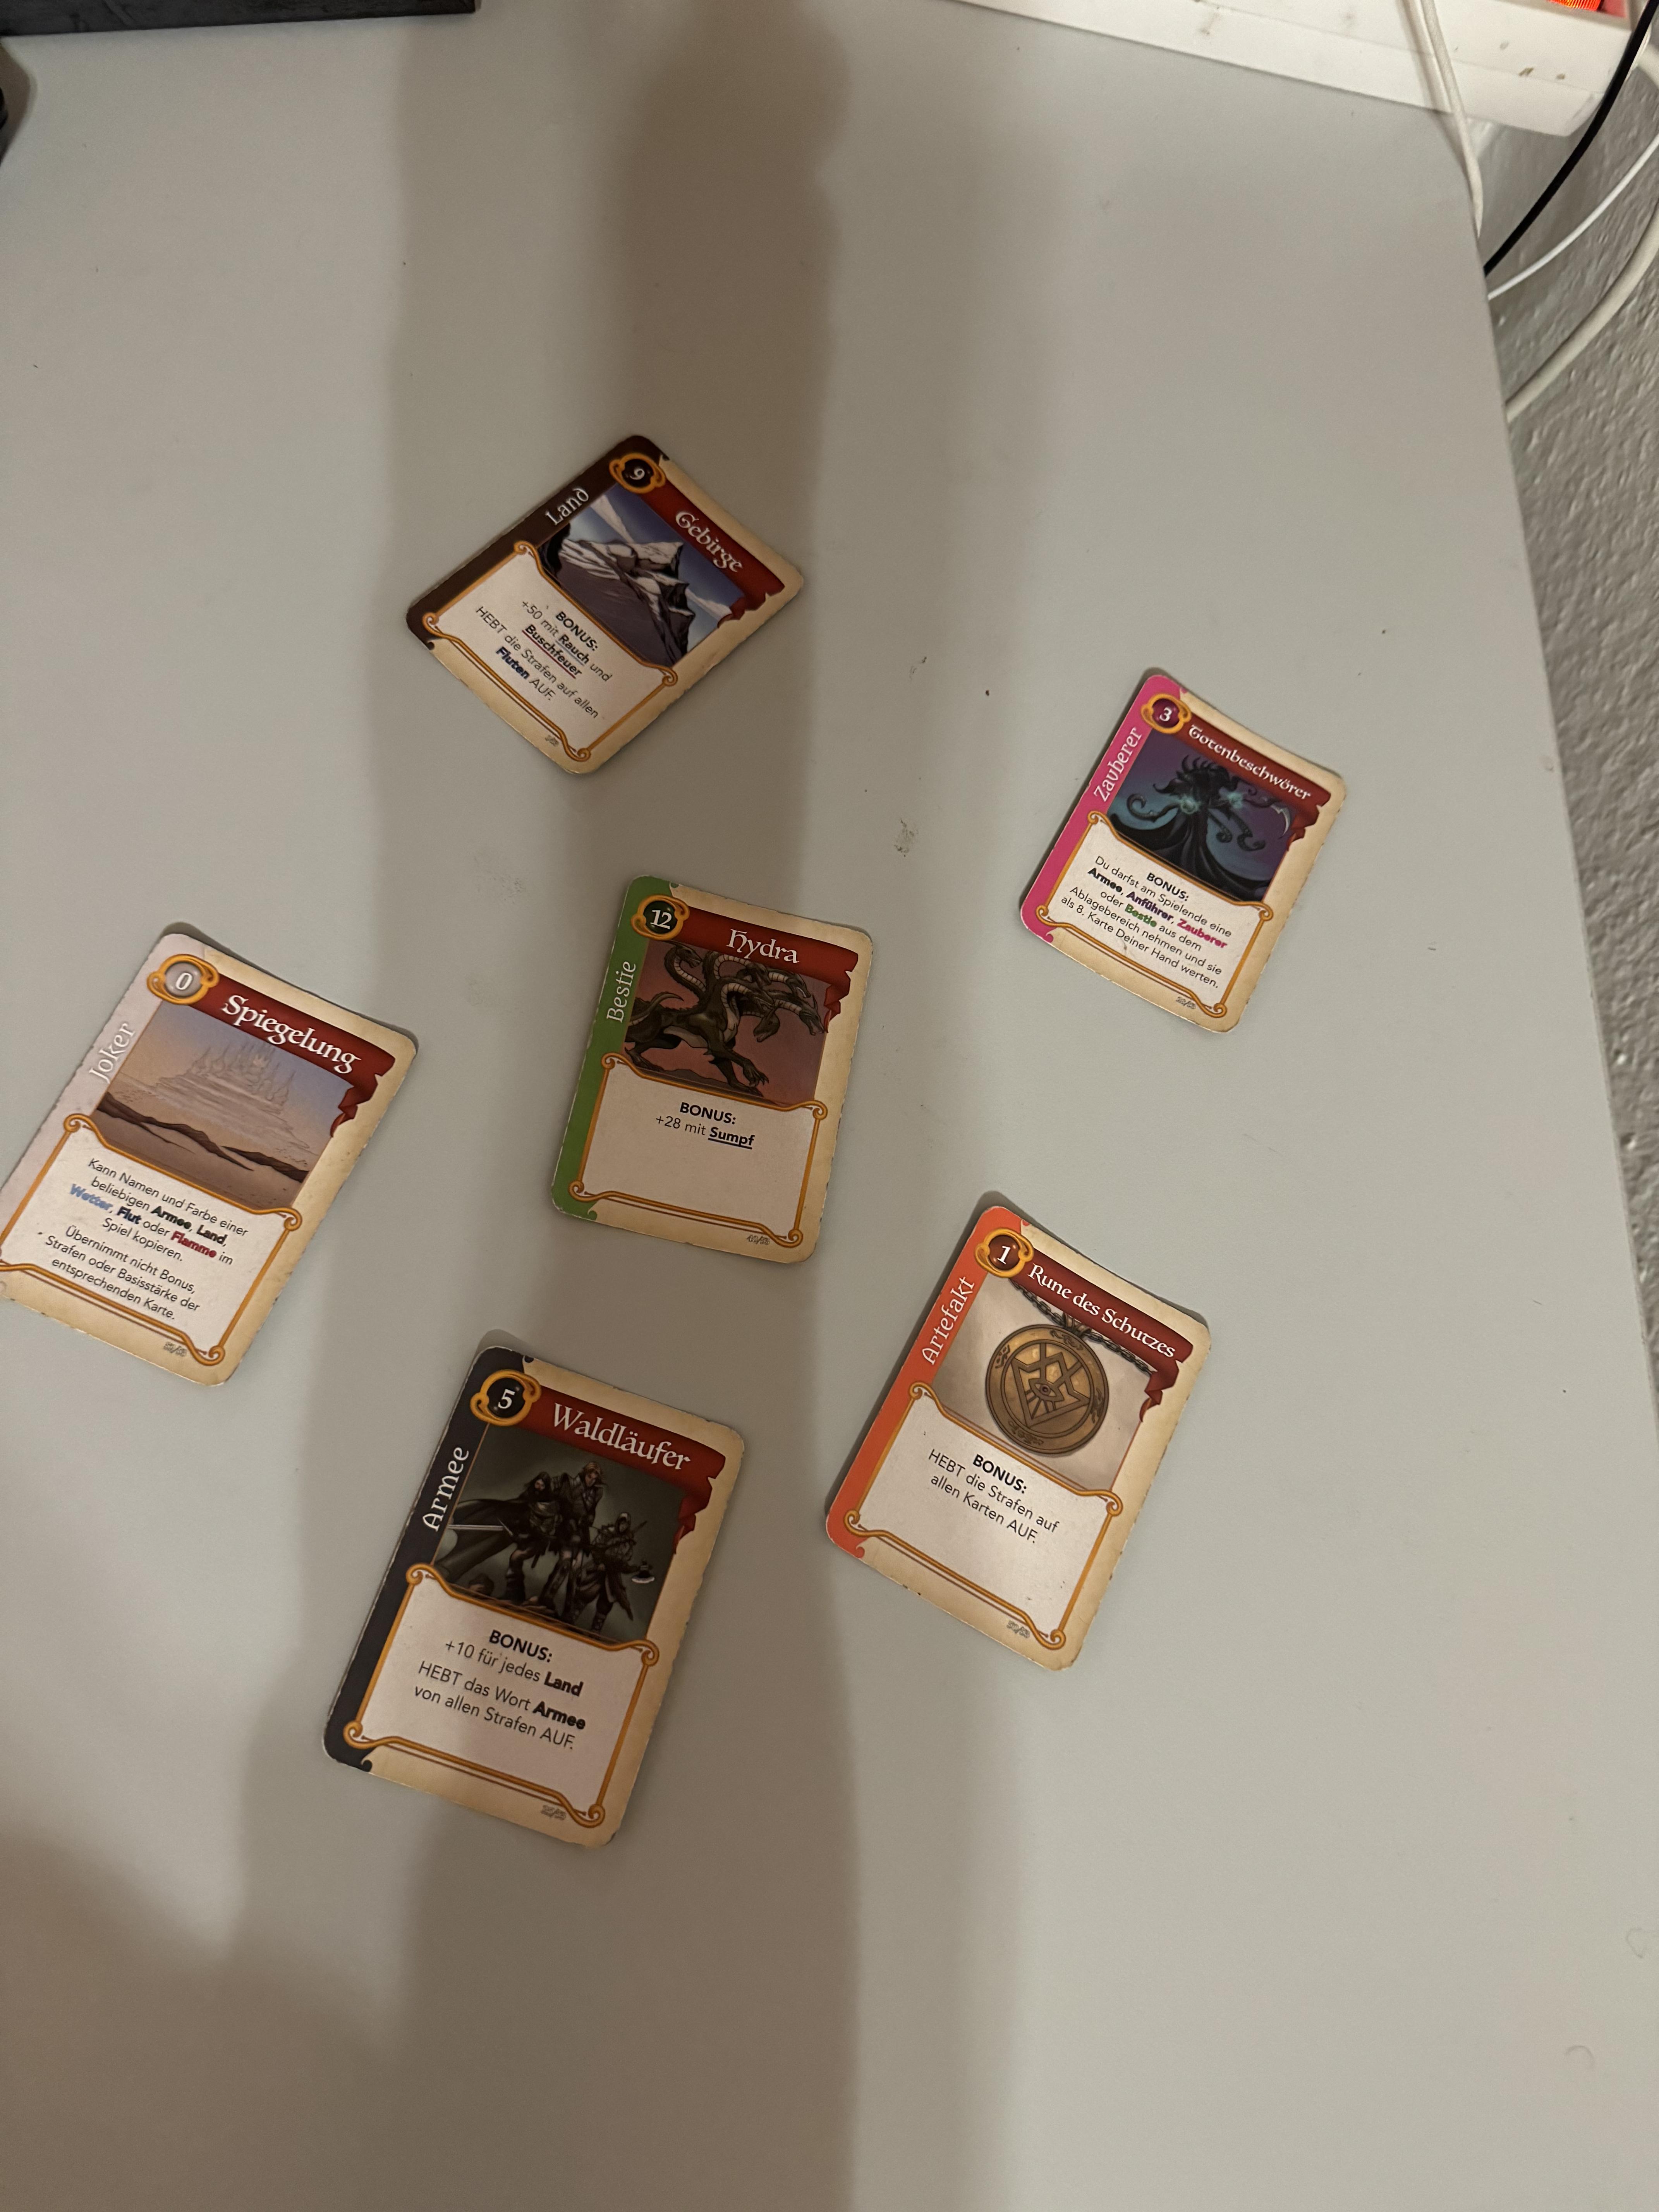 9
Land
Gebirge
BONUS:
+50 mit Rauch und
Buschfeuer
HEBT die Strafen auf allen
Fluten AUF.
3
Zauberer
Totenbeschwörer
BONUS:
Du darfst am Spielende eine
Armee, Anführer, Zauberer
oder Bestie aus dem
Ablagebereich nehmen und sie
als 8. Karte Deiner Hand werten.
12
Bestie
Hydra
BONUS:
+28 mit Sumpf
0
Joker
Spiegelung
Kann Namen und Farbe einer
beliebigen Armee, Land,
Wetter, Flut oder Flamme im
Spiel kopieren.
Übernimmt nicht Bonus,
Strafen oder Basisstärke der
entsprechenden Karte.
1
Artefakt
Rune des Schutzes
BONUS:
HEBT die Strafen auf
allen Karten AUF.
5
Armee
Waldläufer
BONUS:
+10 für jedes Land
HEBT das Wort Armee
von allen Strafen AUF.